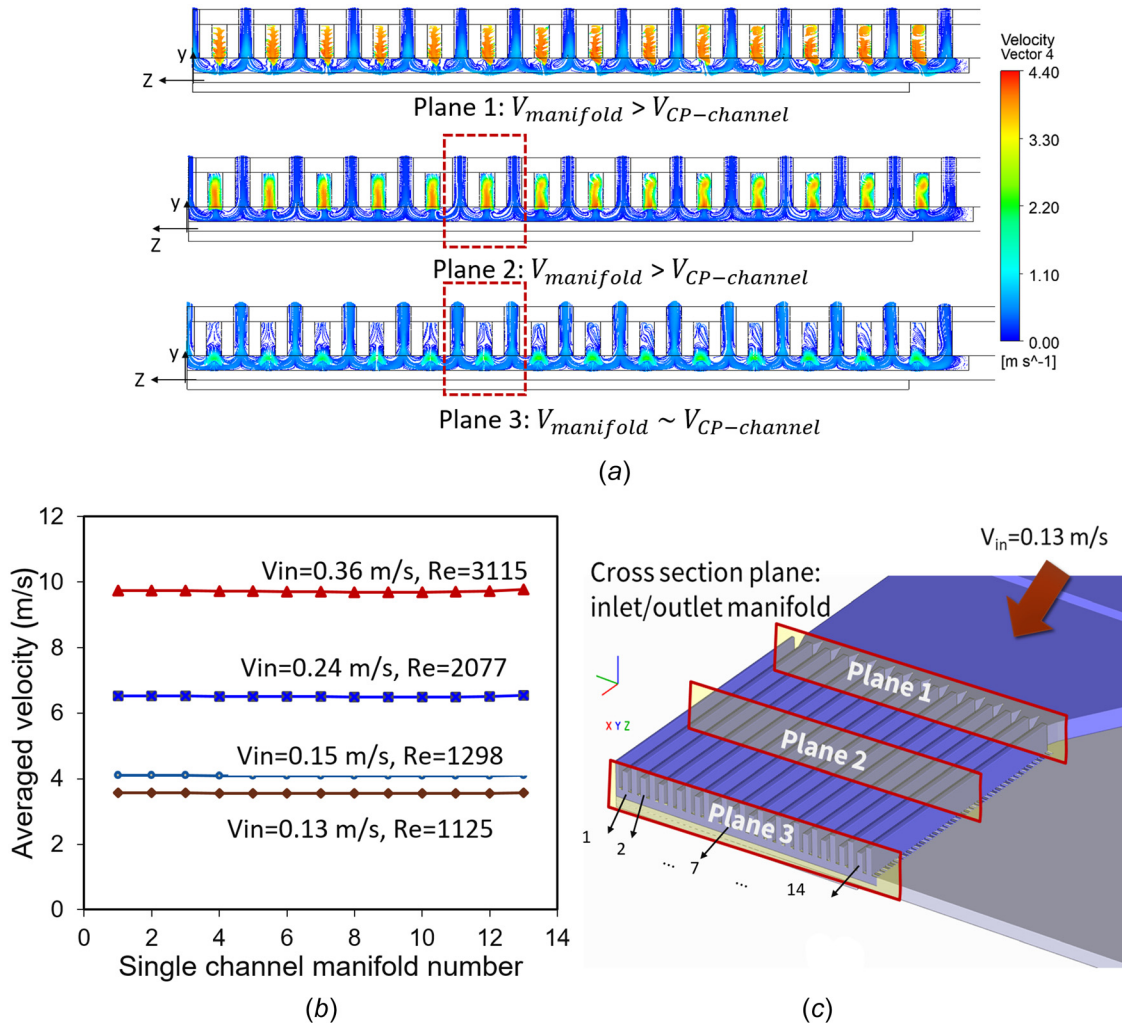 Velocity
Vector 4
4.40
3.30
2.20
1.10
0.00
[m s^-1]
y
Z
Plane 1: V_manifold > V_CP−channel
y
Z
Plane 2: V_manifold > V_CP−channel
y
Z
Plane 3: V_manifold ~ V_CP−channel
(a)
Averaged velocity (m/s)
12
10
8
6
4
2
0
Vin=0.36 m/s, Re=3115
Vin=0.24 m/s, Re=2077
Vin=0.15 m/s, Re=1298
Vin=0.13 m/s, Re=1125
0 2 4 6 8 10 12 14
Single channel manifold number
(b)
V_in=0.13 m/s
Cross section plane:
inlet/outlet manifold
X Y Z
Plane 1
Plane 2
Plane 3
1
2
...
7
...
14
(c)